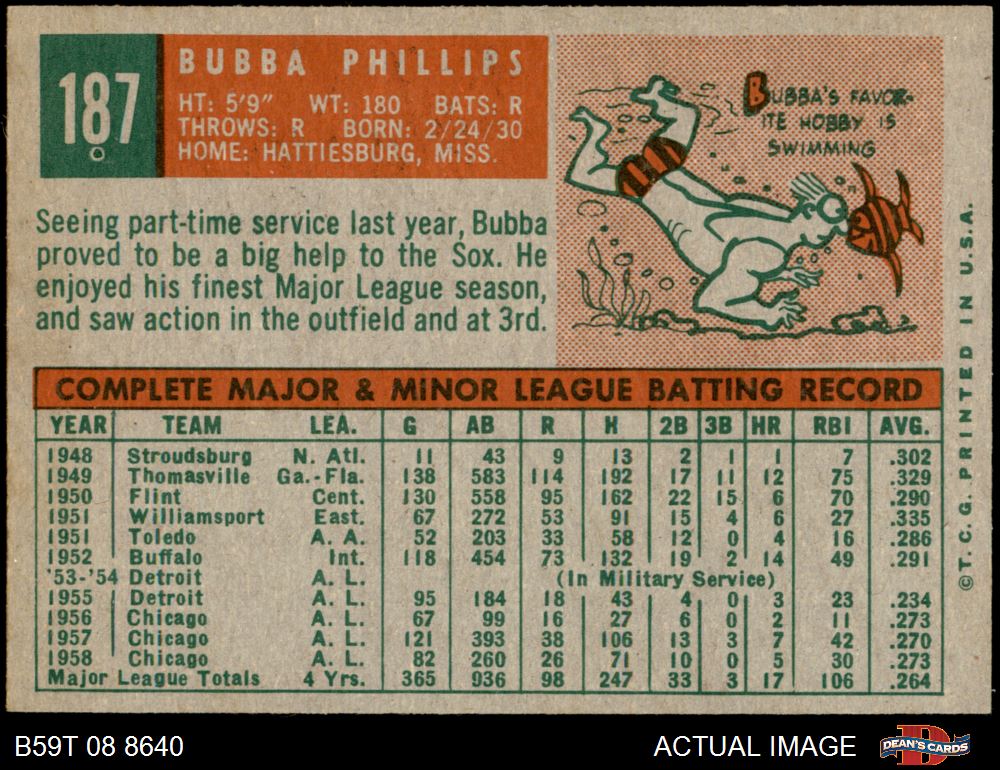 187
BUBBA PHILLIPS
HT: 5'9" WT: 180 BATS: R
THROWS: R BORN: 2/24/30
HOME: HATTIESBURG, MISS.
BUBBA'S FAVOR-
ITE HOBBY IS
SWIMMING
Seeing part-time service last year, Bubba
proved to be a big help to the Sox. He
enjoyed his finest Major League season,
and saw action in the outfield and at 3rd.
COMPLETE MAJOR & MINOR LEAGUE BATTING RECORD
YEAR TEAM LEA. G AB R H 2B 3B HR RBI AVG.
1948 Stroudsburg N. Atl. 11 43 9 13 2 1 1 7 .302
1949 Thomasville Ga.-Fla. 138 583 114 192 17 11 12 75 .329
1950 Flint Cent. 130 558 95 162 22 15 6 70 .290
1951 Williamsport East. 67 272 53 91 15 4 6 27 .335
1951 Toledo A. A. 52 203 33 58 12 0 4 16 .286
1952 Buffalo Int. 118 454 73 132 19 2 14 49 .291
'53-'54 Detroit A. L. (In Military Service)
1955 Detroit A. L. 95 184 18 43 4 0 3 23 .234
1956 Chicago A. L. 67 99 16 27 6 0 2 11 .273
1957 Chicago A. L. 121 393 38 106 13 3 7 42 .270
1958 Chicago A. L. 82 260 26 71 10 0 5 30 .273
Major League Totals 4 Yrs. 365 936 98 247 33 3 17 106 .264
©T. C. G. PRINTED IN U.S.A.
B59T 08 8640
ACTUAL IMAGE
D
DEAN'S CARDS